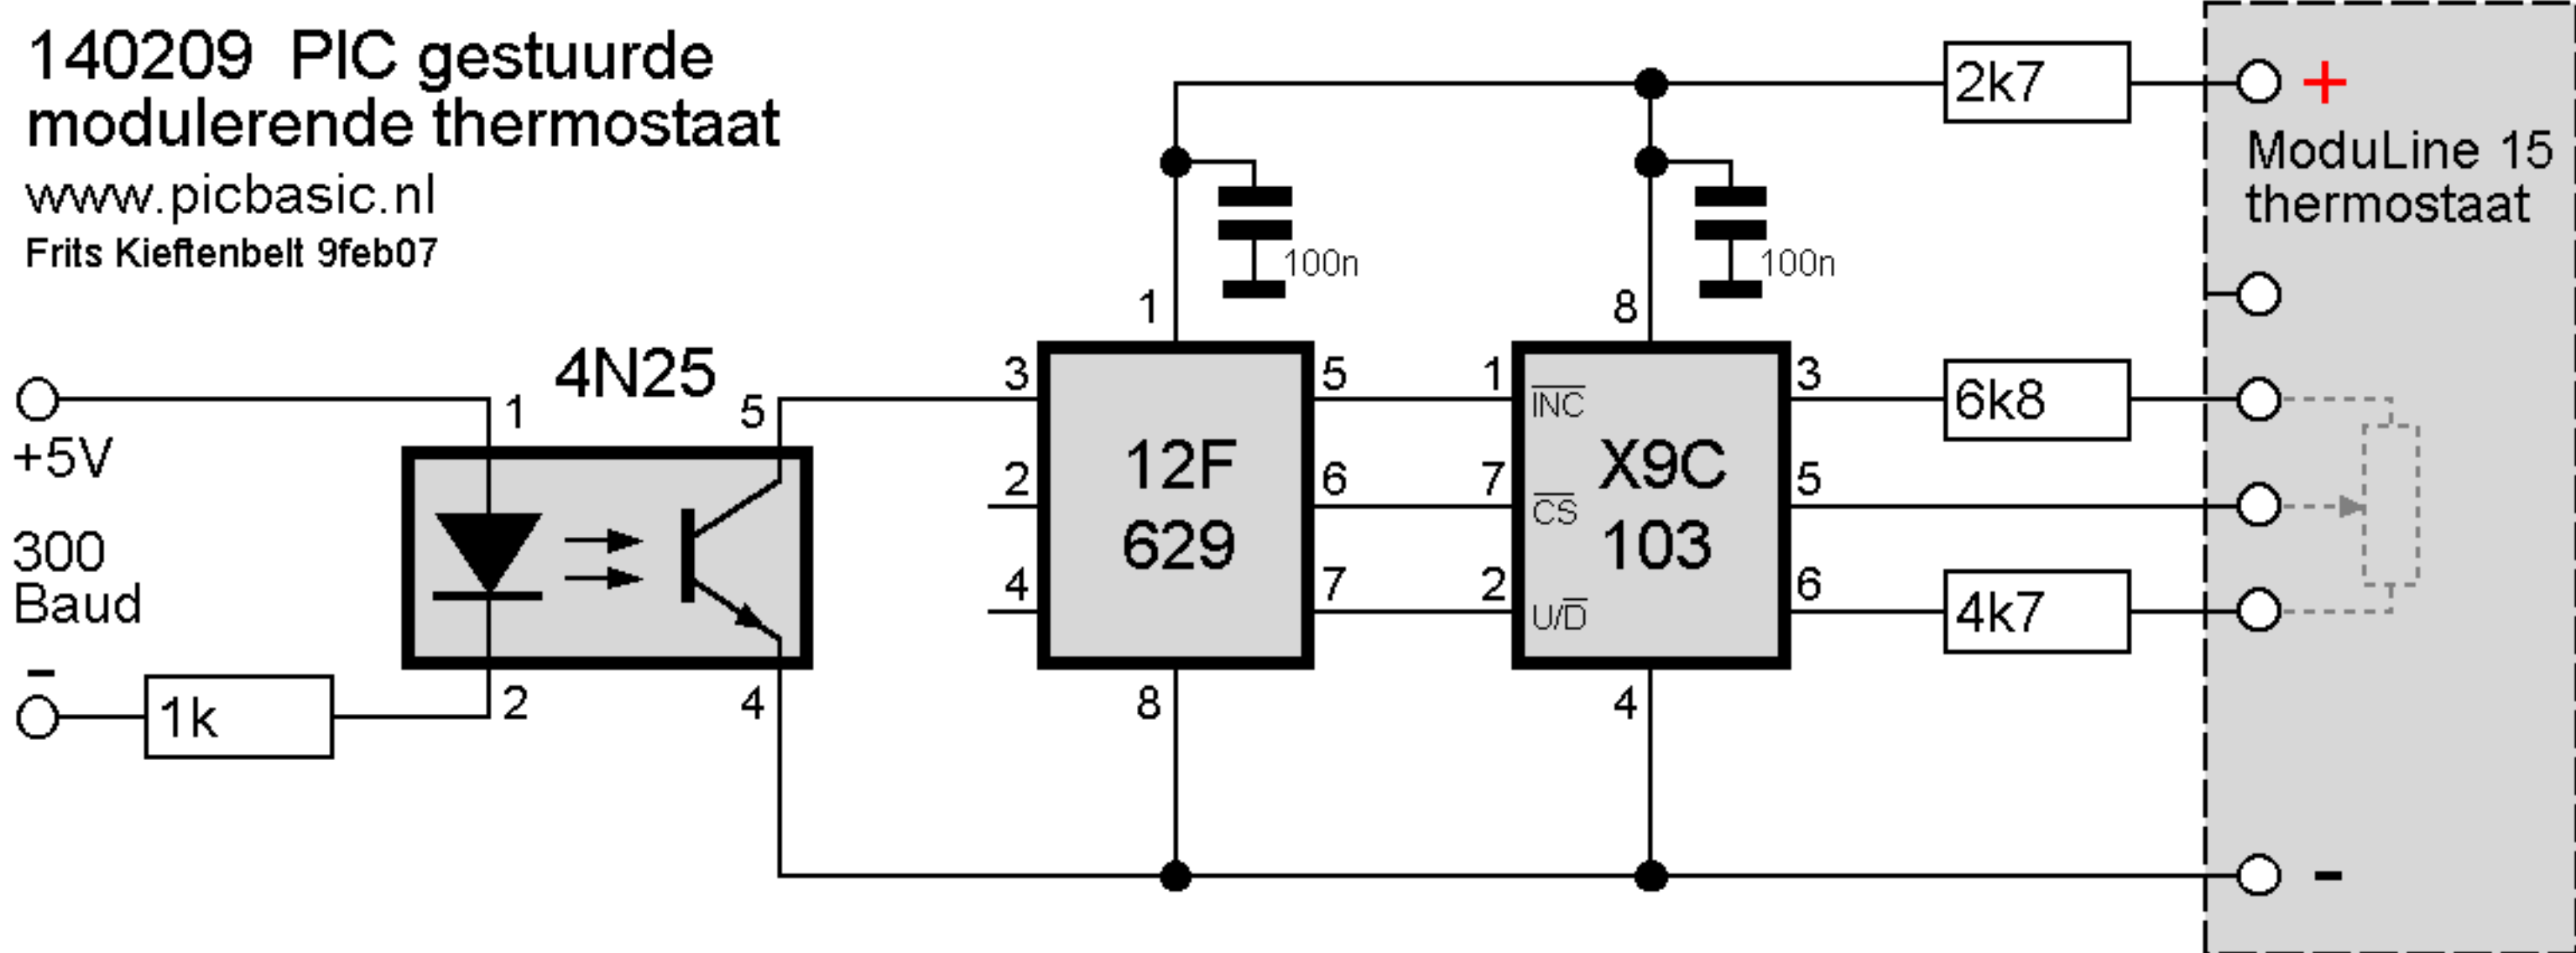 140209 PIC gestuurde
modulerende thermostaat
www.picbasic.nl
Frits Kieftenbelt 9feb07
2k7
+
ModuLine 15
thermostaat
100n
100n
1
8
4N25
+5V
1
5
3
5
1
INC
3
6k8
300
Baud
2
12F
629
6
7
CS
X9C
103
5
4
7
2
U/D
6
4k7
-
1k
2
4
8
4
-